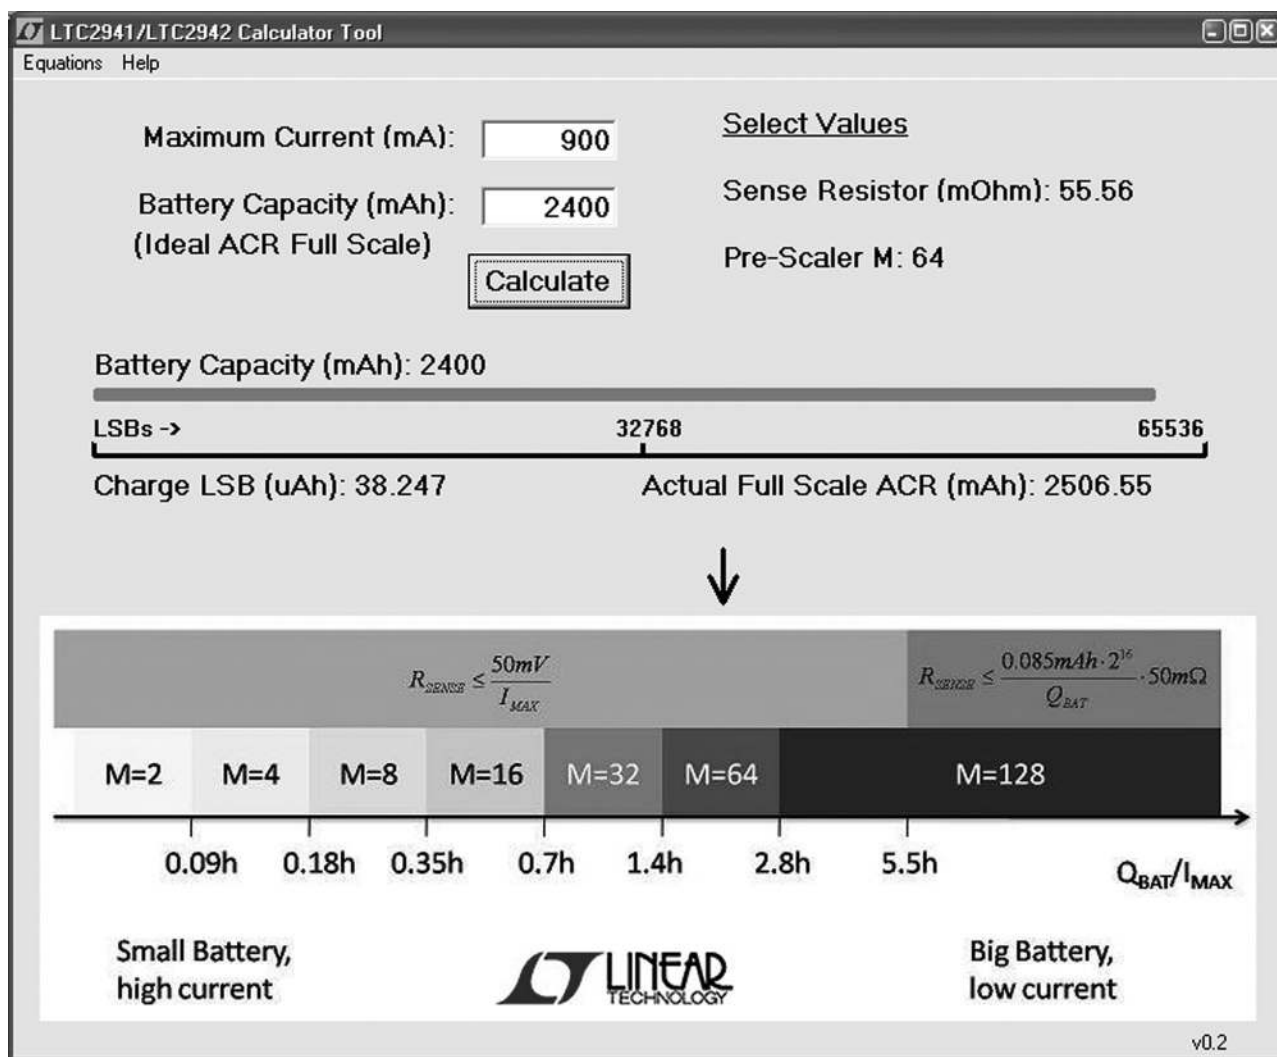 LTC2941/LTC2942 Calculator Tool
Equations Help
Maximum Current (mA): 900
Select Values
Battery Capacity (mAh): 2400
(Ideal ACR Full Scale)
Sense Resistor (mOhm): 55.56
Pre-Scaler M: 64
Calculate
Battery Capacity (mAh): 2400
LSBs -> 32768 65536
Charge LSB (uAh): 38.247 Actual Full Scale ACR (mAh): 2506.55
R_SENSE ≤ 50mV / I_MAX
R_SENSE ≤ 0.085mAh · 2^16 / Q_BAT · 50mΩ
M=2 M=4 M=8 M=16 M=32 M=64 M=128
0.09h 0.18h 0.35h 0.7h 1.4h 2.8h 5.5h Q_BAT/I_MAX
Small Battery,
high current
LINEAR
TECHNOLOGY
Big Battery,
low current
v0.2